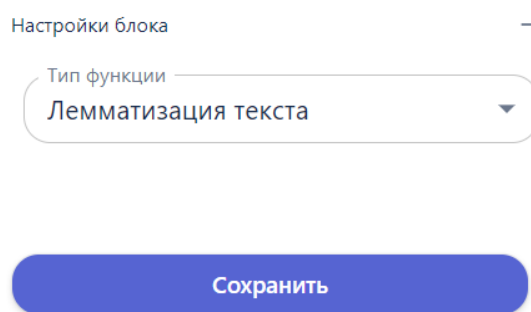 Настройки блока
Тип функции
Лемматизация текста
Сохранить